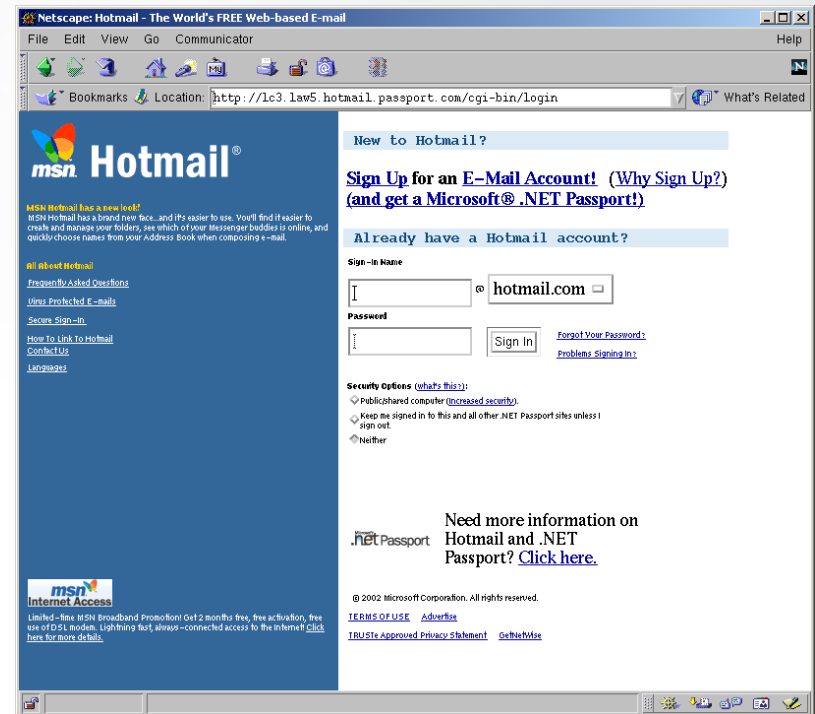 Netscape: Hotmail - The World's FREE Web-based E-mail
File Edit View Go Communicator Help
My
N
Bookmarks Location: http://lc3.law5.hotmail.passport.com/cgi-bin/login What's Related
msn Hotmail®
MSN Hotmail has a new look!
MSN Hotmail has a brand new face...and it's easier to use. You'll find it easier to
create and manage your folders, see which of your Messenger buddies is online, and
quickly choose names from your Address Book when composing e-mail.
All About Hotmail
Frequently Asked Questions
Virus Protected E-mails
Secure Sign-in
How To Link To Hotmail
Contact Us
Languages
msn
Internet Access
Limited-time MSN Broadband Promotion! Get 2 months free, free activation, free
use of DSL modem. Lightning fast, always-connected access to the Internet! Click
here for more details.
New to Hotmail?
Sign Up for an E-Mail Account! (Why Sign Up?)
(and get a Microsoft® .NET Passport!)
Already have a Hotmail account?
Sign-In Name
@ hotmail.com
Password
Sign In
Forgot Your Password?
Problems Signing In?
Security Options (what's this?):
Public/shared computer (Increased security).
Keep me signed in to this and all other .NET Passport sites unless I
sign out.
Neither
Microsoft
.net Passport
Need more information on
Hotmail and .NET
Passport? Click here.
© 2002 Microsoft Corporation. All rights reserved.
TERMS OF USE Advertise
TRUSTe Approved Privacy Statement GetNetWise